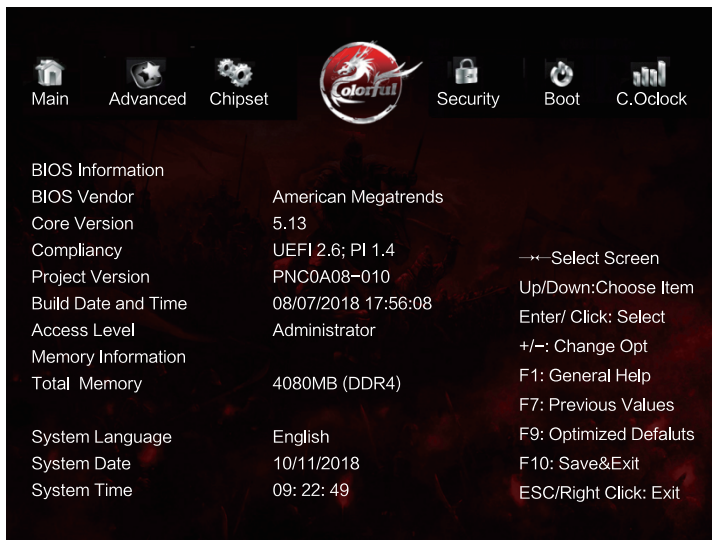 Main Advanced Chipset Colorful Security Boot C.Oclock
BIOS Information
BIOS Vendor American Megatrends
Core Version 5.13
Compliancy UEFI 2.6; PI 1.4
Project Version PNC0A08-010
Build Date and Time 08/07/2018 17:56:08
Access Level Administrator
Memory Information
Total Memory 4080MB (DDR4)
System Language English
System Date 10/11/2018
System Time 09: 22: 49
→←Select Screen
Up/Down:Choose Item
Enter/ Click: Select
+/-: Change Opt
F1: General Help
F7: Previous Values
F9: Optimized Defaluts
F10: Save&Exit
ESC/Right Click: Exit